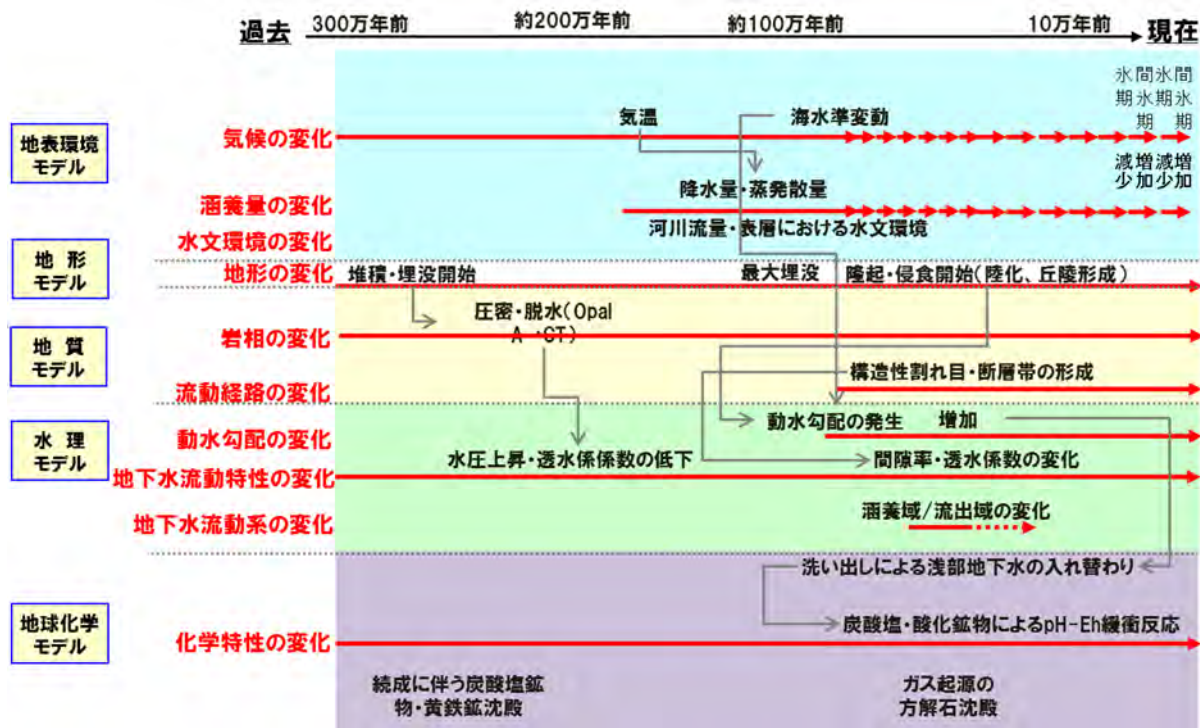 過去 300万年前 約200万年前 約100万年前 10万年前 現在
氷期 間氷期 氷期 間氷期
地表環境
モデル
気候の変化
気温
海水準変動
減少 増加 減少 増加
降水量・蒸発散量
涵養量の変化
河川流量・表層における水文環境
水文環境の変化
地 形
モデル
地形の変化
堆積・埋没開始
最大埋没
隆起・侵食開始(陸化、丘陵形成)
圧密・脱水(Opal
A→CT)
地 質
モデル
岩相の変化
構造性割れ目・断層帯の形成
流動経路の変化
水 理
モデル
動水勾配の変化
動水勾配の発生
増加
水圧上昇・透水係係数の低下
間隙率・透水係数の変化
地下水流動特性の変化
涵養域/流出域の変化
地下水流動系の変化
洗い出しによる浅部地下水の入れ替わり
地球化学
モデル
炭酸塩・酸化鉱物によるpH-Eh緩衝反応
化学特性の変化
続成に伴う炭酸塩鉱
物・黄鉄鉱沈殿
ガス起源の
方解石沈殿